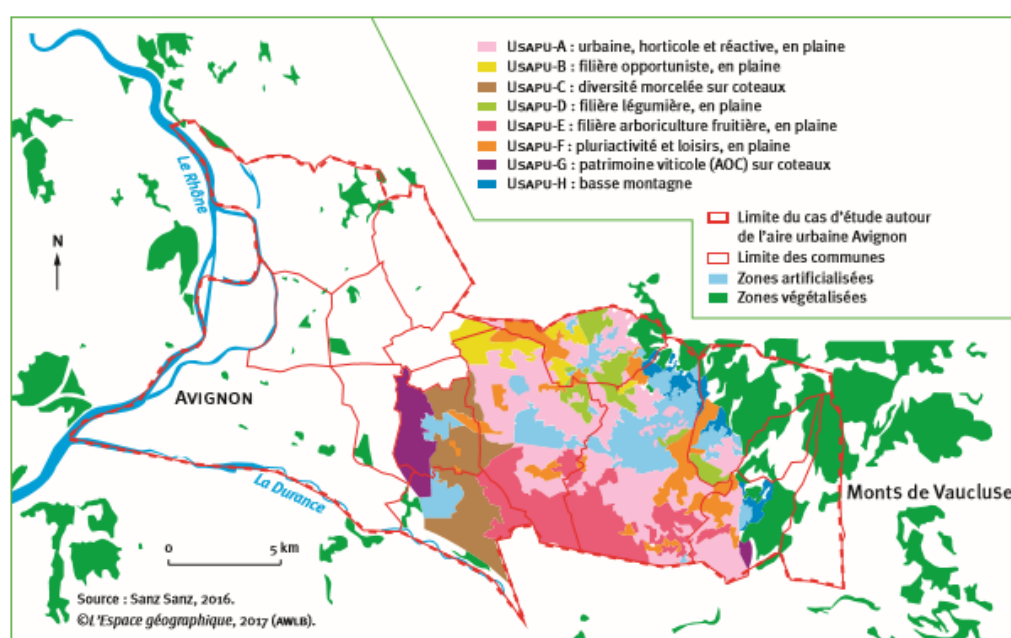 USAPU-A : urbaine, horticole et réactive, en plaine
USAPU-B : filière opportuniste, en plaine
USAPU-C : diversité morcelée sur coteaux
USAPU-D : filière légumière, en plaine
USAPU-E : filière arboriculture fruitière, en plaine
USAPU-F : pluriactivité et loisirs, en plaine
USAPU-G : patrimoine viticole (AOC) sur coteaux
USAPU-H : basse montagne
Limite du cas d'étude autour
de l'aire urbaine Avignon
Limite des communes
Zones artificialisées
Zones végétalisées
Le Rhône
N
AVIGNON
La Durance
Monts de Vaucluse
0 5 km
Source : Sanz Sanz, 2016.
©L'Espace géographique, 2017 (AWLB).